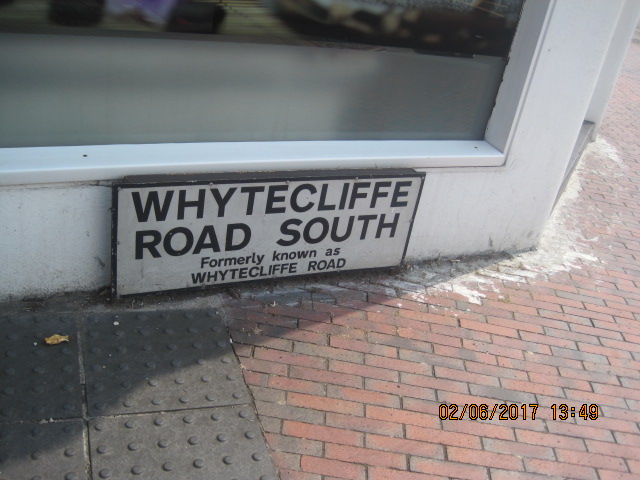 WHYTECLIFFE
ROAD SOUTH
Formerly known as
WHYTECLIFFE ROAD
02/06/2017 13:49